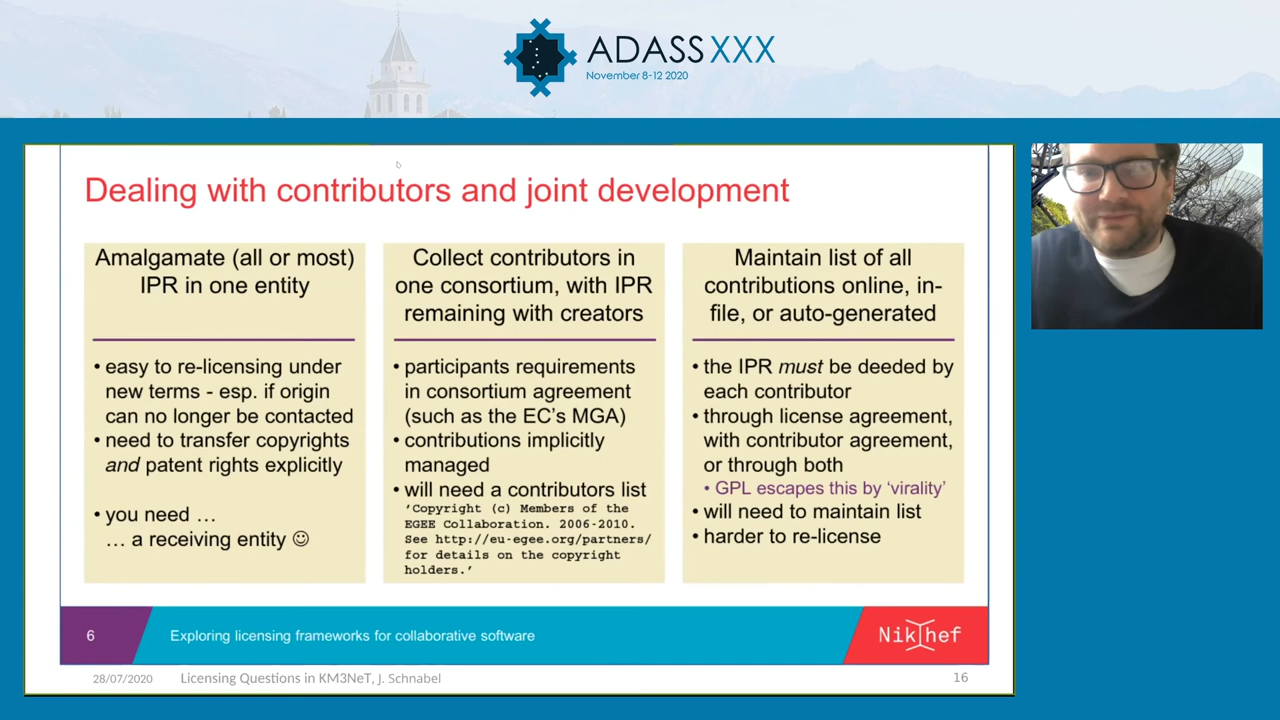 ADASS XXX
November 8-12 2020
Dealing with contributors and joint development
Amalgamate (all or most)
IPR in one entity
• easy to re-licensing under
new terms - esp. if origin
can no longer be contacted
• need to transfer copyrights
and patent rights explicitly
• you need …
… a receiving entity ☺
Collect contributors in
one consortium, with IPR
remaining with creators
• participants requirements
in consortium agreement
(such as the EC's MGA)
• contributions implicitly
managed
• will need a contributors list
'Copyright (c) Members of the
EGEE Collaboration. 2006-2010.
See http://eu-egee.org/partners/
for details on the copyright
holders.'
Maintain list of all
contributions online, in-
file, or auto-generated
• the IPR must be deeded by
each contributor
• through license agreement,
with contributor agreement,
or through both
• GPL escapes this by 'virality'
• will need to maintain list
• harder to re-license
6
Exploring licensing frameworks for collaborative software
Nikhef
28/07/2020
Licensing Questions in KM3NeT, J. Schnabel
16